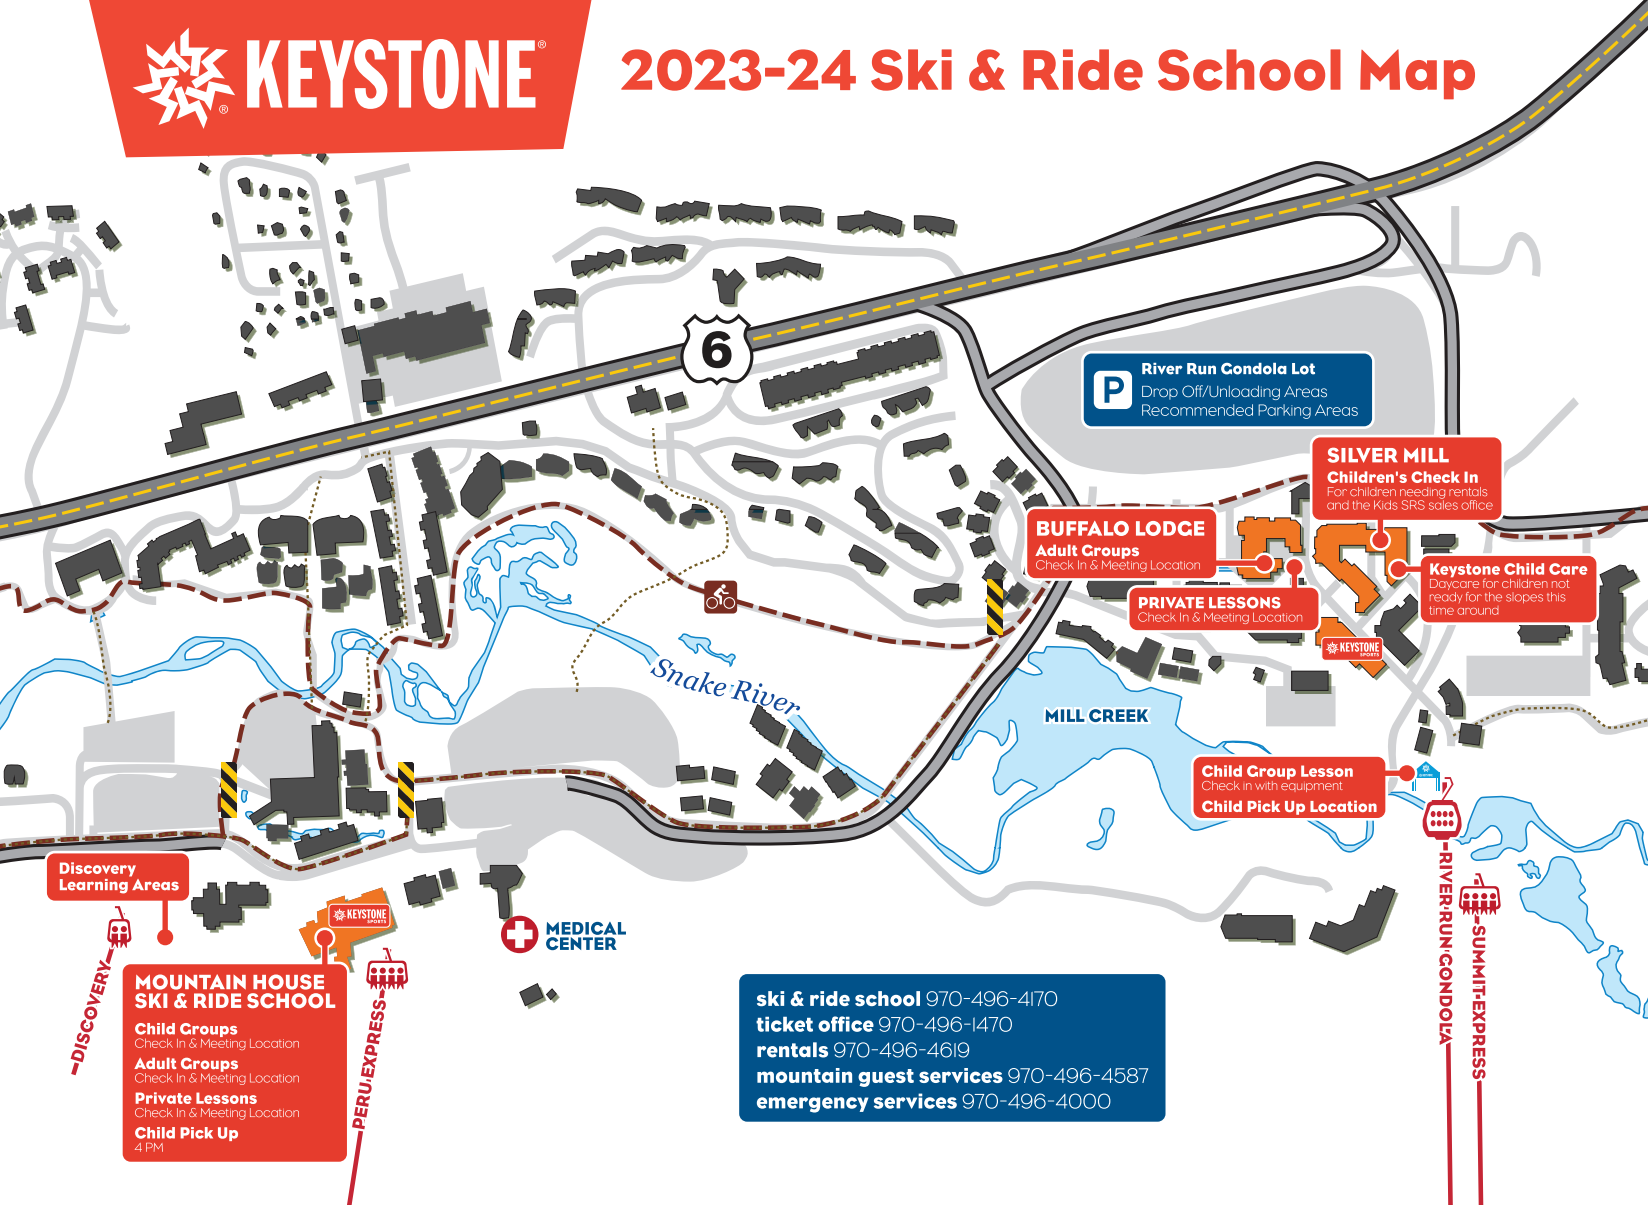 KEYSTONE®
®
2023-24 Ski & Ride School Map
6
P
River Run Gondola Lot
Drop Off/Unloading Areas
Recommended Parking Areas
SILVER MILL
Children's Check In
For children needing rentals
and the Kids SRS sales office
BUFFALO LODGE
Adult Groups
Check In & Meeting Location
Keystone Child Care
Daycare for children not
ready for the slopes this
time around
PRIVATE LESSONS
Check In & Meeting Location
KEYSTONE
SPORTS
Snake River
MILL CREEK
Child Group Lesson
Check in with equipment
Child Pick Up Location
RIVER RUN GONDOLA
SUMMIT EXPRESS
Discovery
Learning Areas
KEYSTONE
SPORTS
MEDICAL
CENTER
DISCOVERY
PERU EXPRESS
MOUNTAIN HOUSE
SKI & RIDE SCHOOL
Child Groups
Check In & Meeting Location
Adult Groups
Check In & Meeting Location
Private Lessons
Check In & Meeting Location
Child Pick Up
4 PM
ski & ride school 970-496-4170
ticket office 970-496-1470
rentals 970-496-4619
mountain guest services 970-496-4587
emergency services 970-496-4000